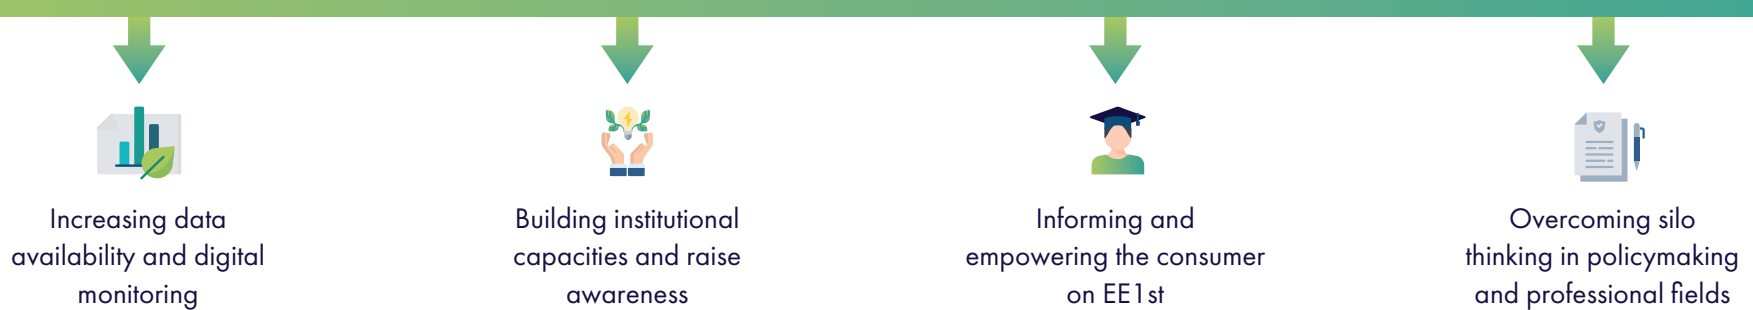 Increasing data
availability and digital
monitoring
Building institutional
capacities and raise
awareness
Informing and
empowering the consumer
on EE1st
Overcoming silo
thinking in policymaking
and professional fields